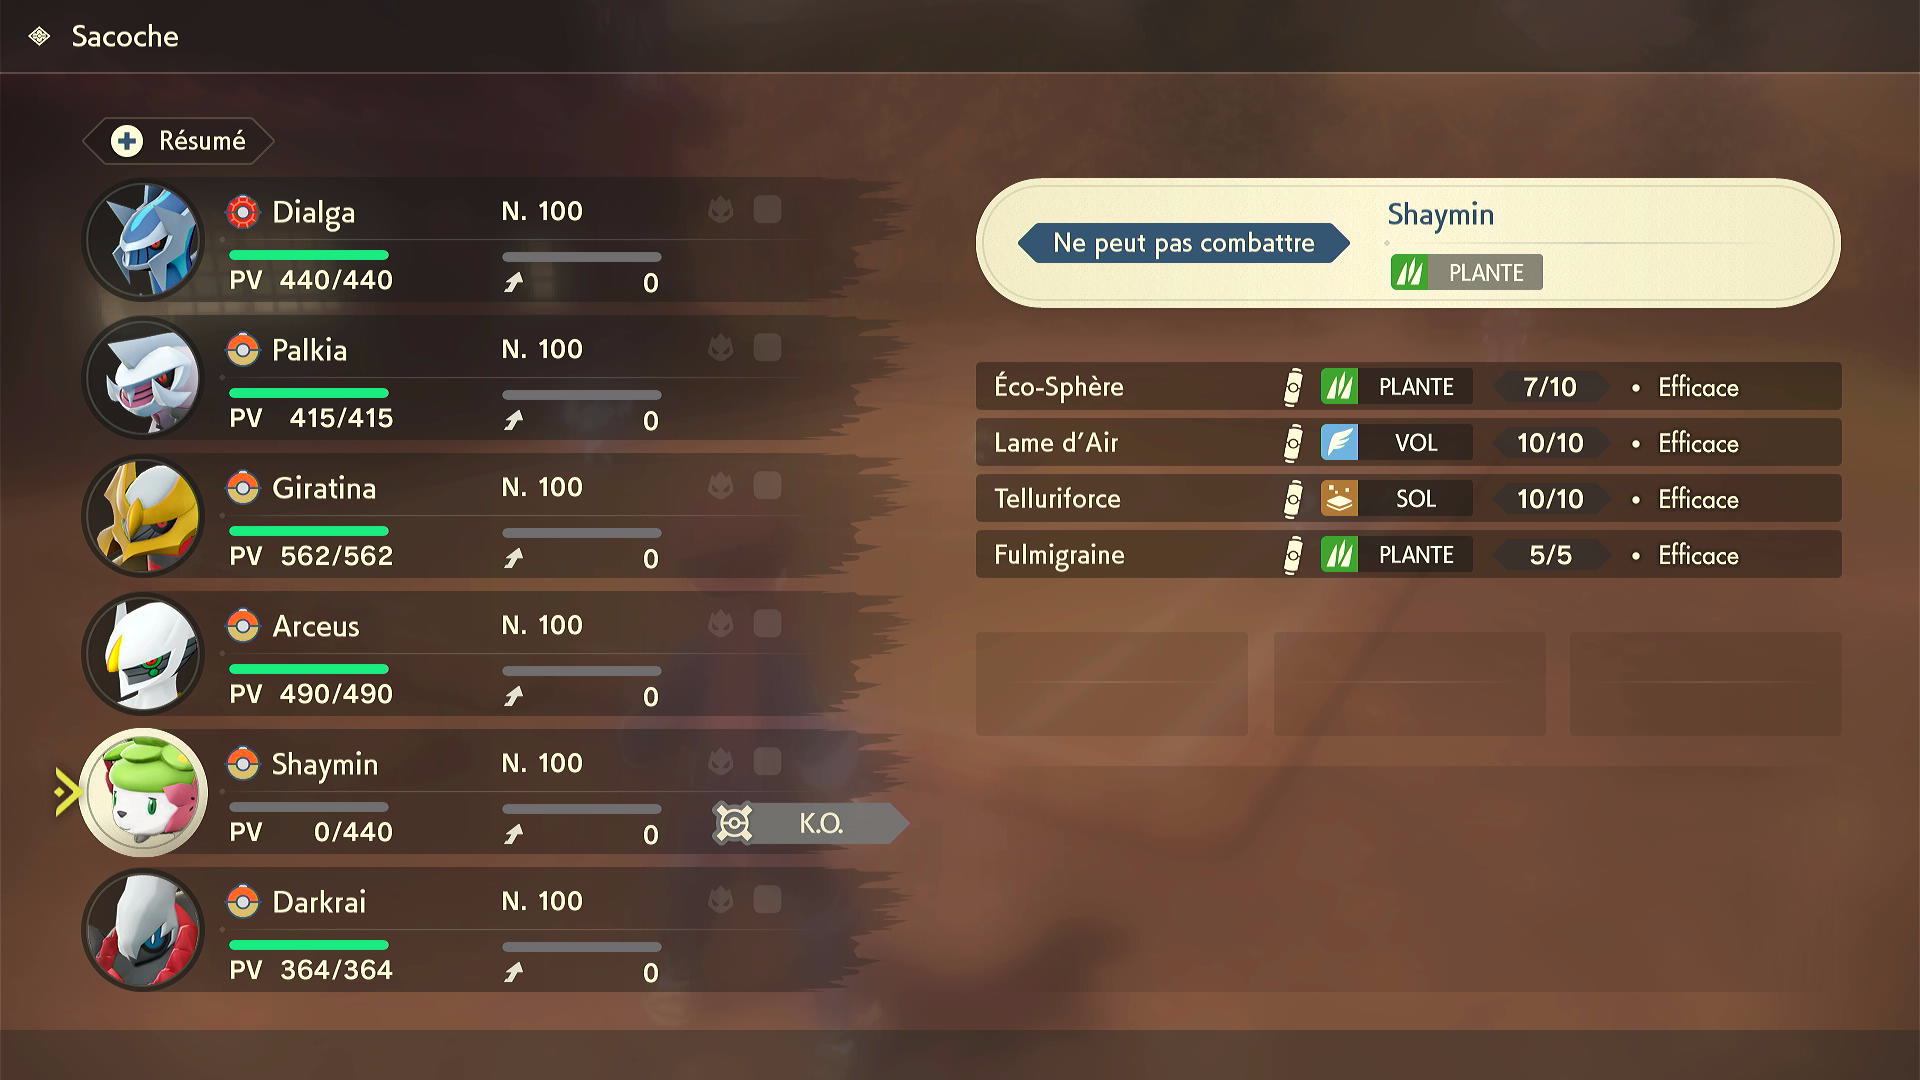 Sacoche
Résumé
Dialga N. 100
PV 440/440 0
Palkia N. 100
PV 415/415 0
Giratina N. 100
PV 562/562 0
Arceus N. 100
PV 490/490 0
Shaymin N. 100
PV 0/440 0 K.O.
Darkrai N. 100
PV 364/364 0
Ne peut pas combattre
Shaymin
PLANTE
Éco-Sphère PLANTE 7/10 • Efficace
Lame d'Air VOL 10/10 • Efficace
Telluriforce SOL 10/10 • Efficace
Fulmigraine PLANTE 5/5 • Efficace